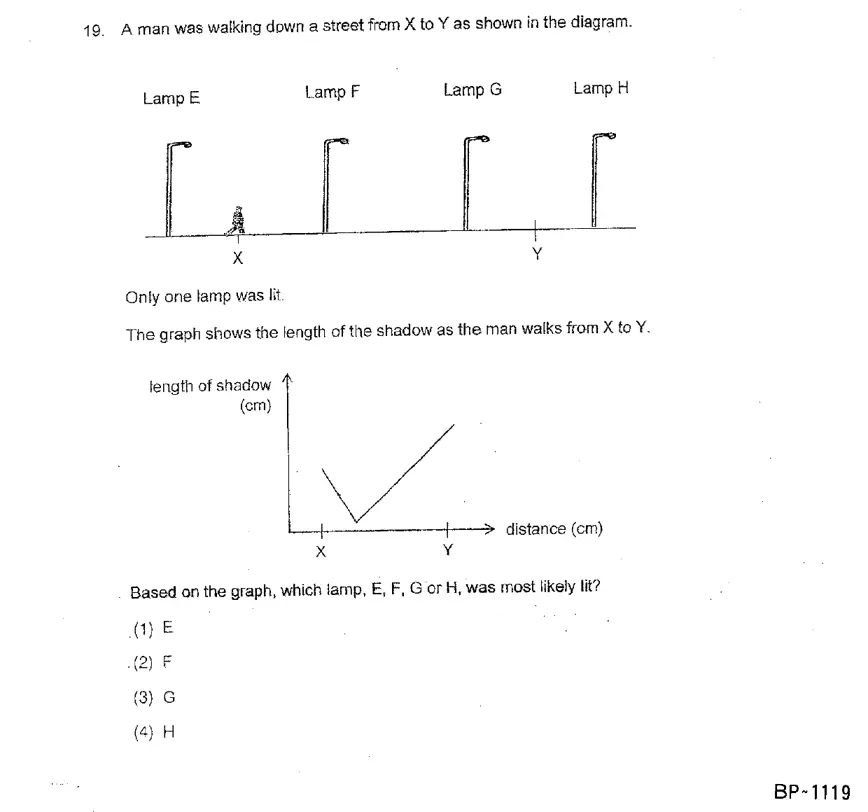 19. A man was walking down a street from X to Y as shown in the diagram.
Lamp E Lamp F Lamp G Lamp H
X Y
Only one lamp was lit.
The graph shows the length of the shadow as the man walks from X to Y.
length of shadow
(cm)
distance (cm)
X Y
Based on the graph, which lamp, E, F, G or H, was most likely lit?
(1) E
(2) F
(3) G
(4) H
BP-1119